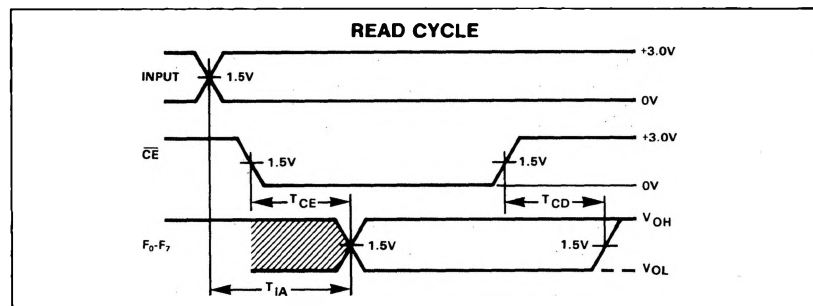 READ CYCLE
+3.0V
INPUT
1.5V
0V
+3.0V
CE
1.5V
1.5V
0V
TCE
TCD
VOH
F0-F7
1.5V
1.5V
VOL
TIA